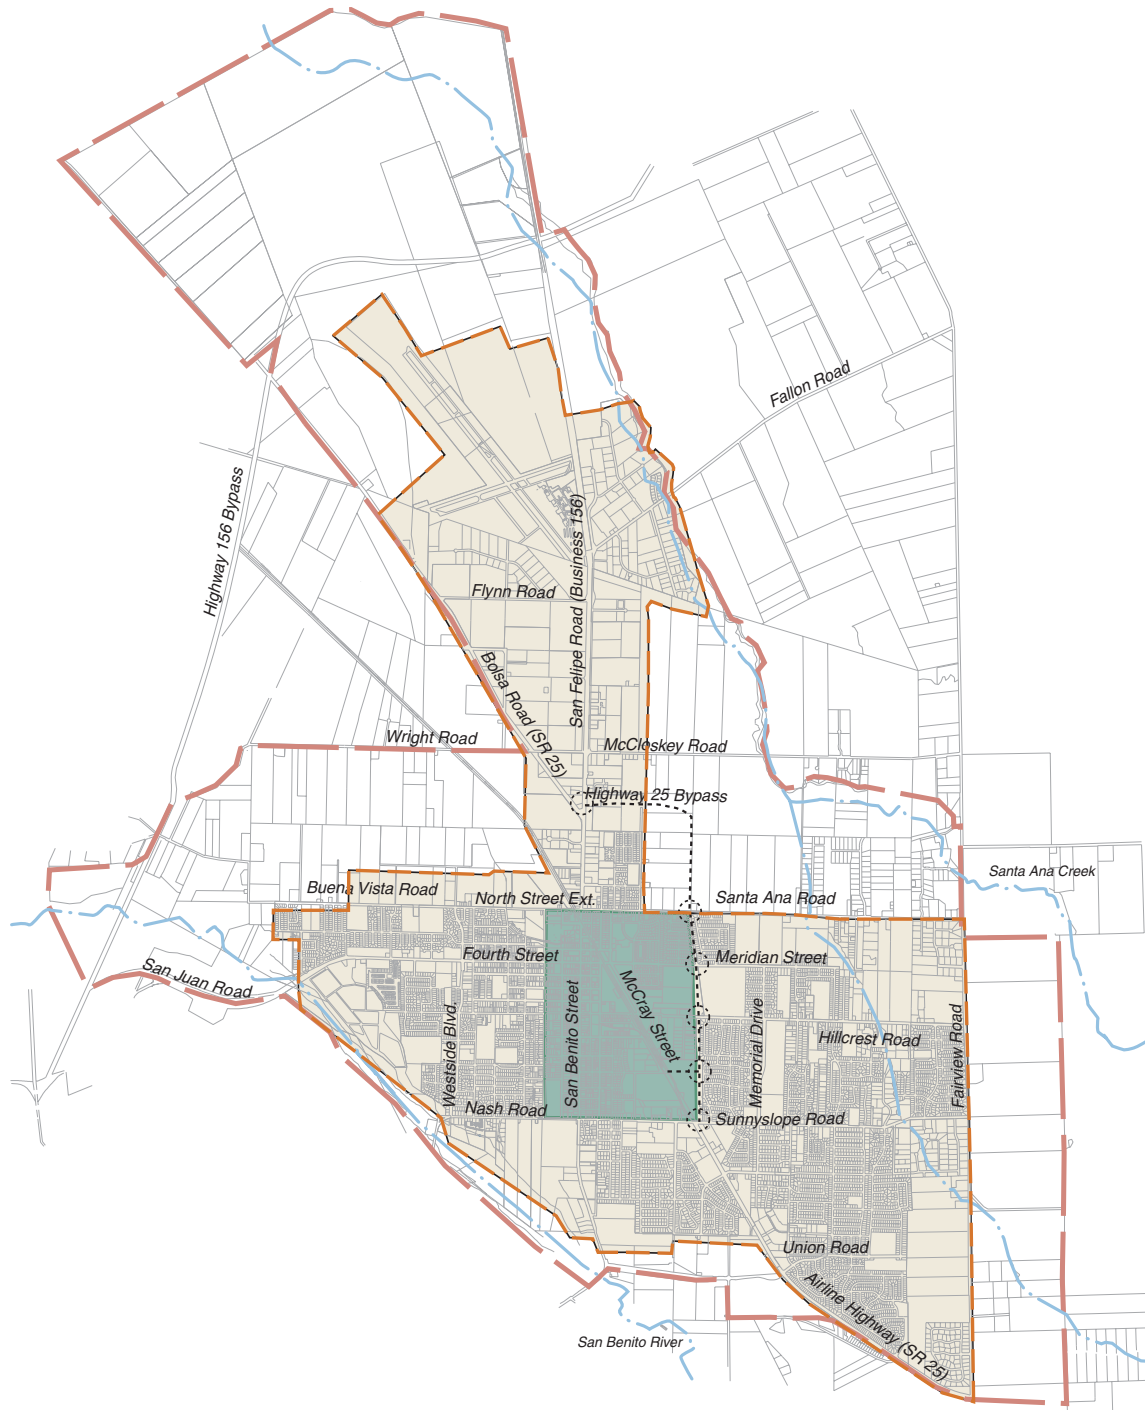 Fallon Road
Highway 156 Bypass
San Felipe Road (Business 156)
Flynn Road
Bolsa Road (SR 25)
Wright Road
McCloskey Road
Highway 25 Bypass
Santa Ana Creek
Buena Vista Road
North Street Ext.
Santa Ana Road
Fourth Street
Meridian Street
San Juan Road
McCray Street
San Benito Street
Westside Blvd.
Memorial Drive
Hillcrest Road
Fairview Road
Nash Road
Sunnyslope Road
Union Road
Airline Highway (SR 25)
San Benito River